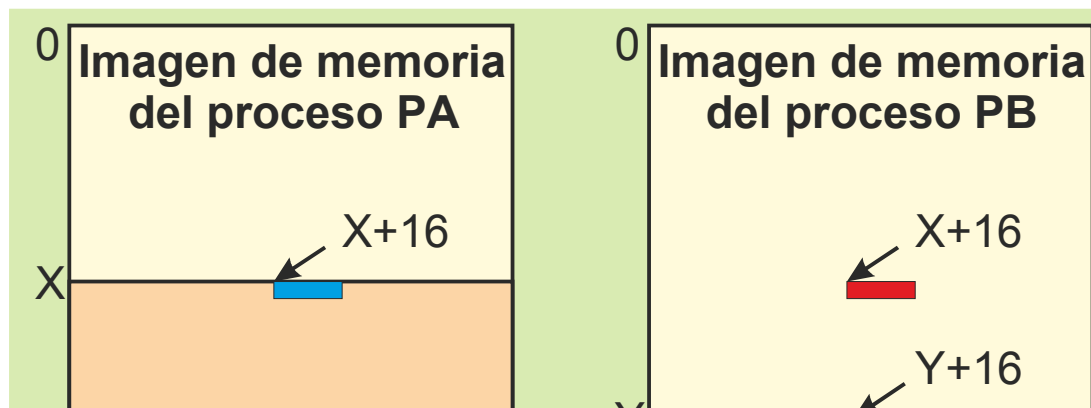 0
Imagen de memoria
del proceso PA
X+16
X
0
Imagen de memoria
del proceso PB
X+16
Y+16